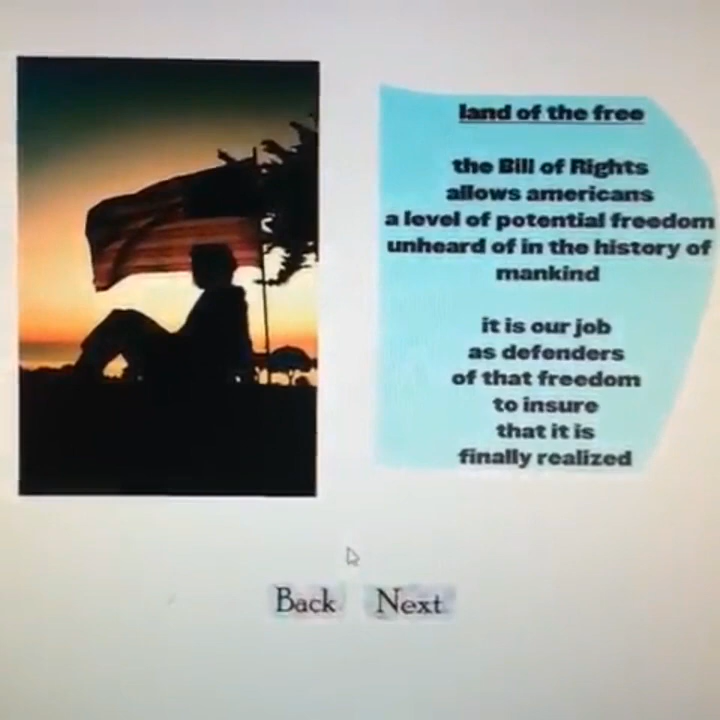 land of the free
the Bill of Rights
allows americans
a level of potential freedom
unheard of in the history of
mankind
it is our job
as defenders
of that freedom
to insure
that it is
finally realized
Back
Next